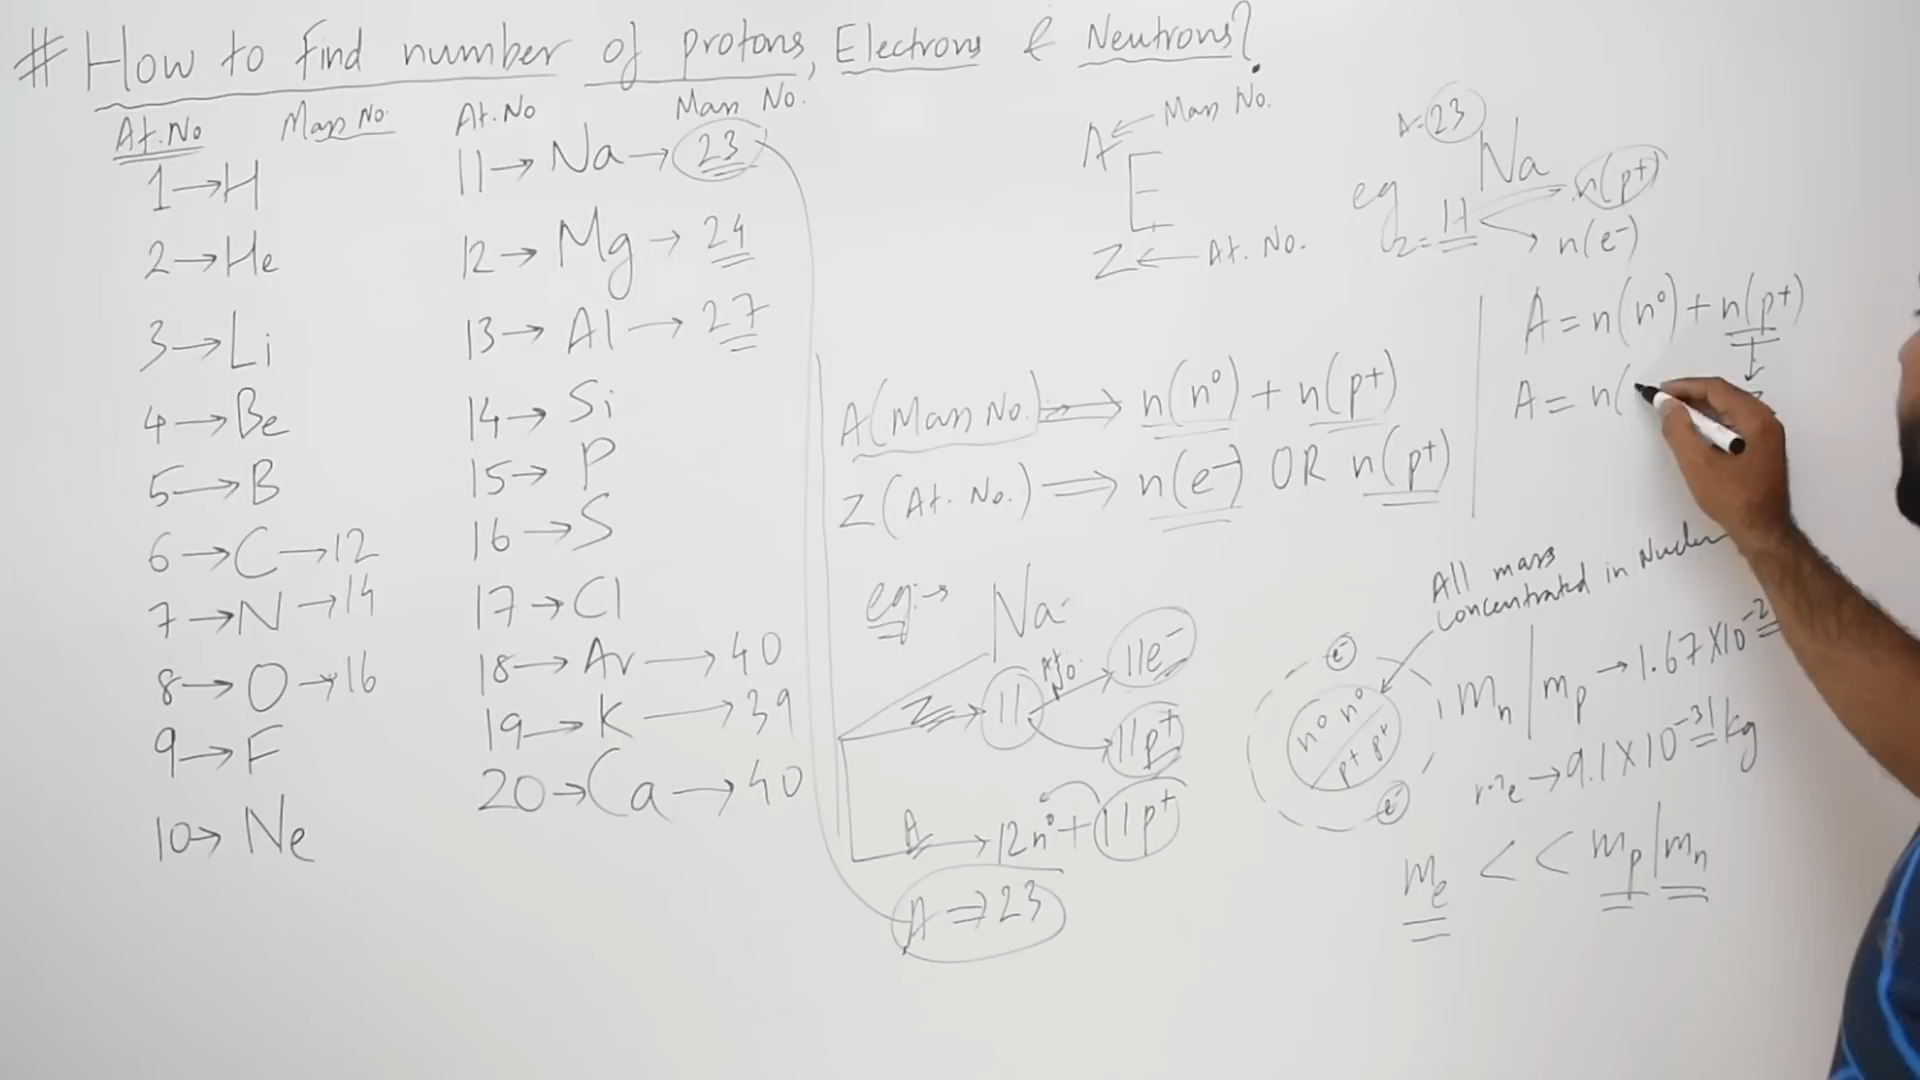 # How to find number of protons, Electrons & Neutrons?
At.No Mass No.
1→H
2→He
3→Li
4→Be
5→B
6→C→12
7→N→14
8→O→16
9→F
10→Ne
At.No Mass No.
11→Na→23
12→Mg→24
13→Al→27
14→Si
15→P
16→S
17→Cl
18→Ar→40
19→K→39
20→Ca→40
A←Mass No.
E
Z←At. No.
A=23
eg Na
Z=11
n(p+)
n(e-)
A(Mass No.)⇒n(n°)+n(p+)
Z(At. No.)⇒n(e-) OR n(p+)
A=n(n°)+n(p+)
A=n(
eg:→ Na
Z→11
At. No.
11e-
11p+
A→12n°+11p+
A⇒23
All mass
concentrated in
e-
n° n°
p+ p+
e-
mn|mp→1.67×10-2
me→9.1×10-31kg
me<<mp|mn